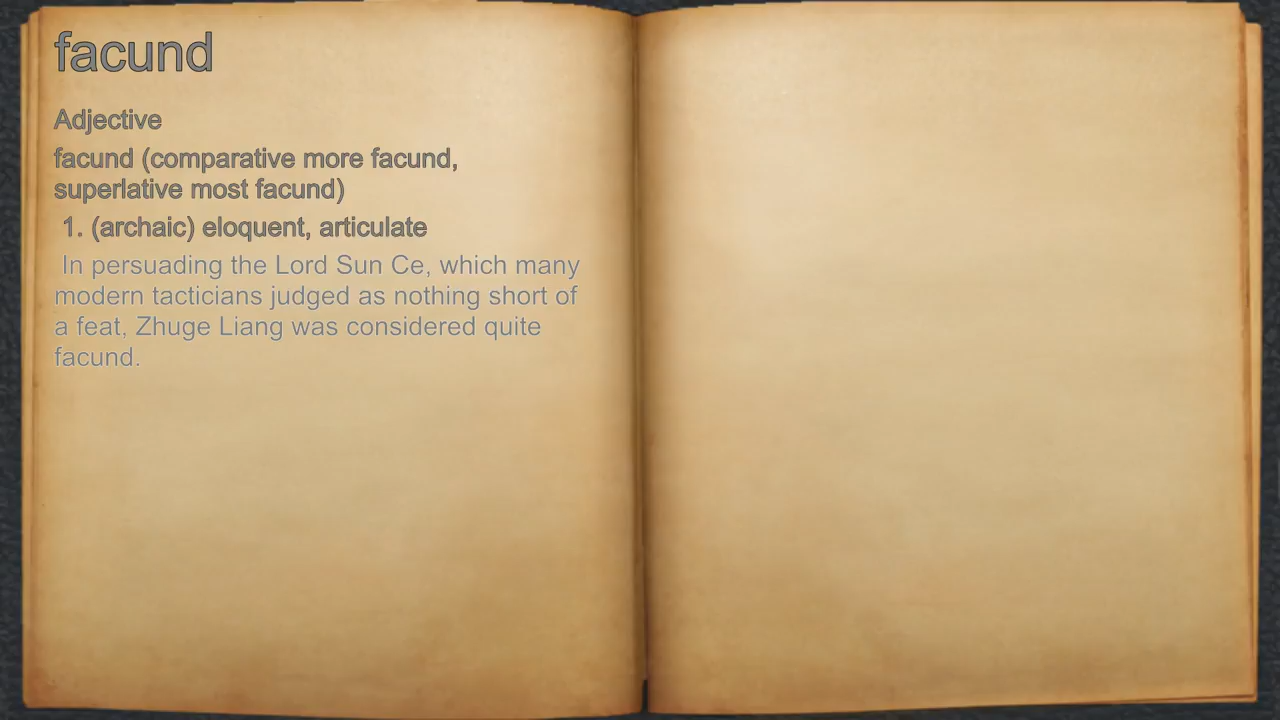 facund
Adjective
facund (comparative more facund,
superlative most facund)
1. (archaic) eloquent, articulate
In persuading the Lord Sun Ce, which many
modern tacticians judged as nothing short of
a feat, Zhuge Liang was considered quite
facund.